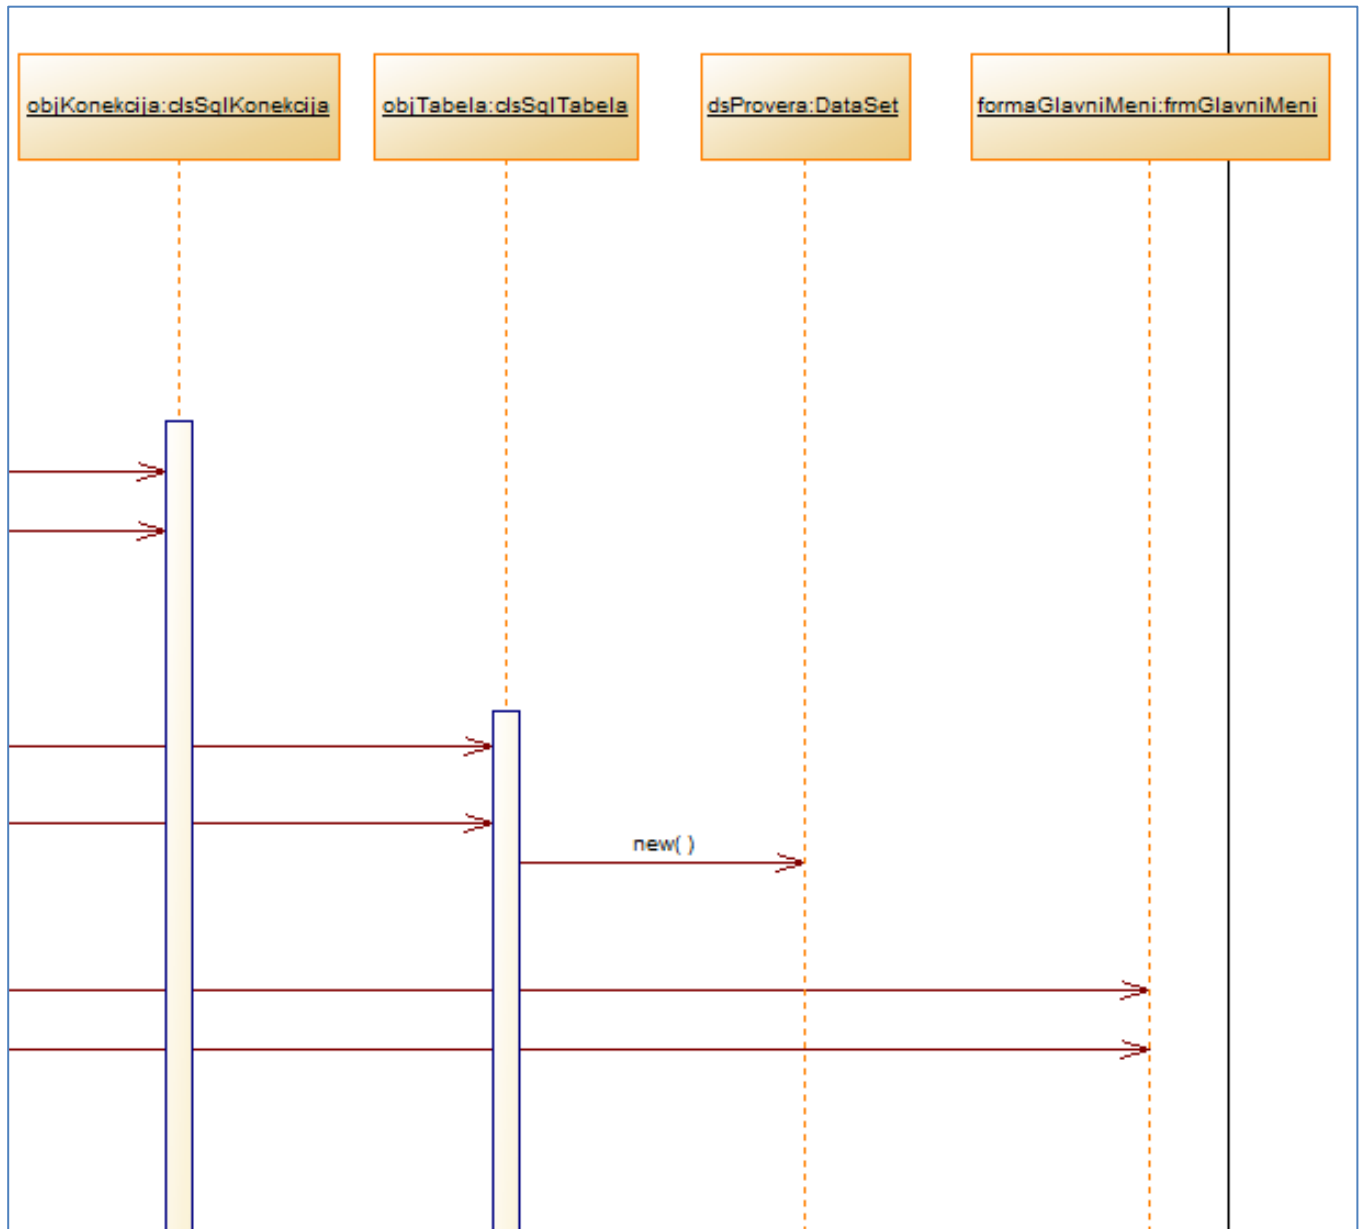 objKonekcija:clsSqlKonekcija
objTabela:clsSqlTabela
dsProvera:DataSet
formaGlavniMeni:frmGlavniMeni
new( )